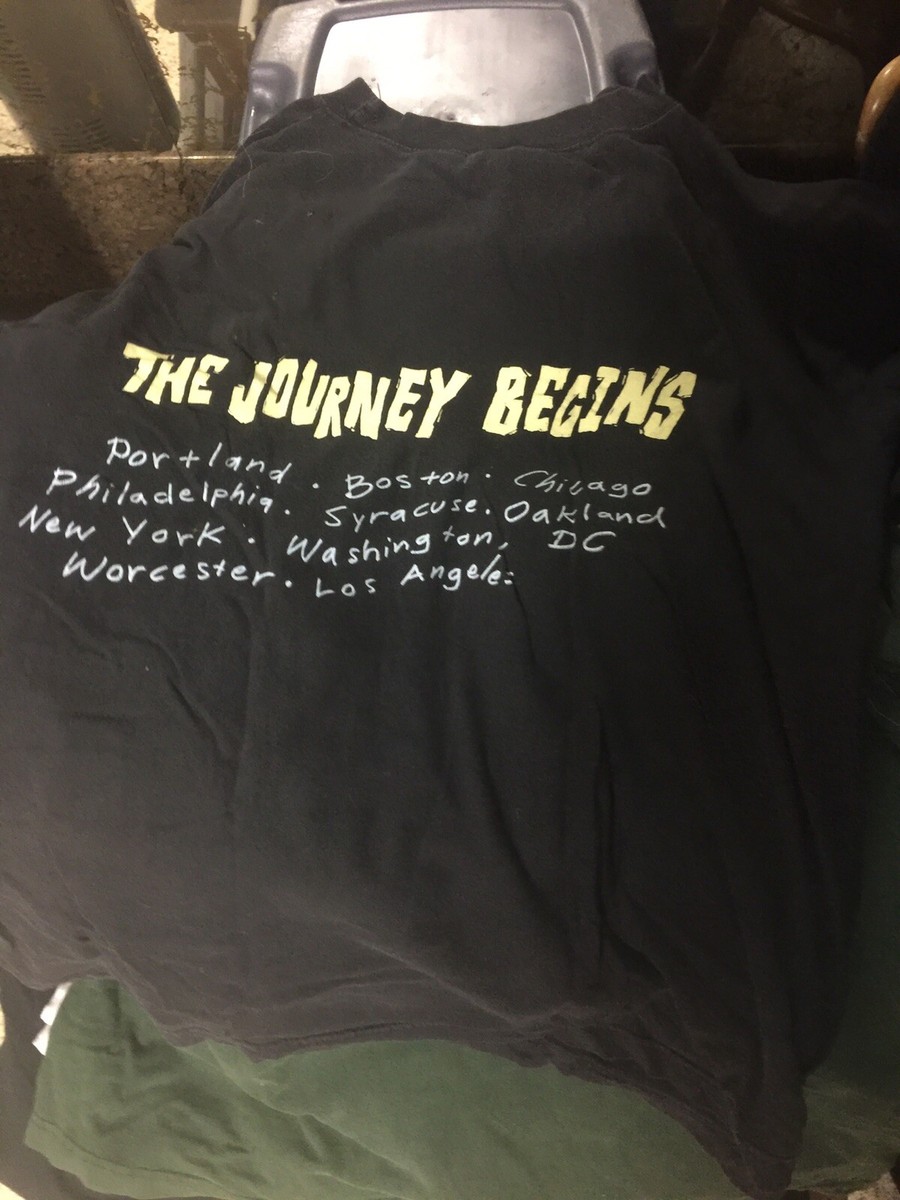 THE JOURNEY BEGINS
Portland . Boston . Chicago
Philadelphia . Syracuse . Oakland
New York . Washington, DC
Worcester . Los Angeles